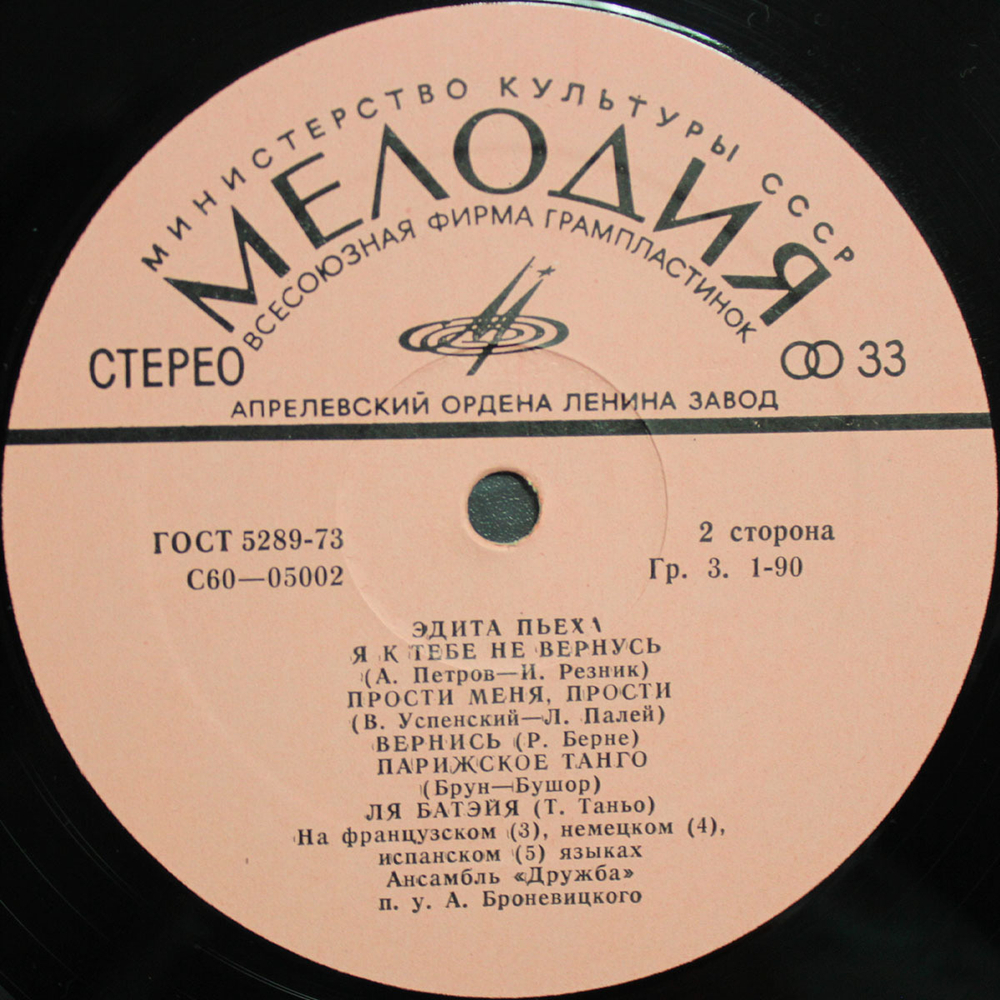 МИНИСТЕРСТВО КУЛЬТУРЫ СССР
МЕЛОДИЯ
ВСЕСОЮЗНАЯ ФИРМА ГРАМПЛАСТИНОК
СТЕРЕО
33
АПРЕЛЕВСКИЙ ОРДЕНА ЛЕНИНА ЗАВОД
ГОСТ 5289-73
2 сторона
С60—05002
Гр. 3. 1-90
ЭДИТА ПЬЕХА
Я К ТЕБЕ НЕ ВЕРНУСЬ
(А. Петров—И. Резник)
ПРОСТИ МЕНЯ, ПРОСТИ
(В. Успенский—Л. Палей)
ВЕРНИСЬ (Р. Берне)
ПАРИЖСКОЕ ТАНГО
(Брун—Бушор)
ЛЯ БАТЭЙЯ (Т. Таньо)
На французском (3), немецком (4),
испанском (5) языках
Ансамбль «Дружба»
п. у. А. Броневицкого